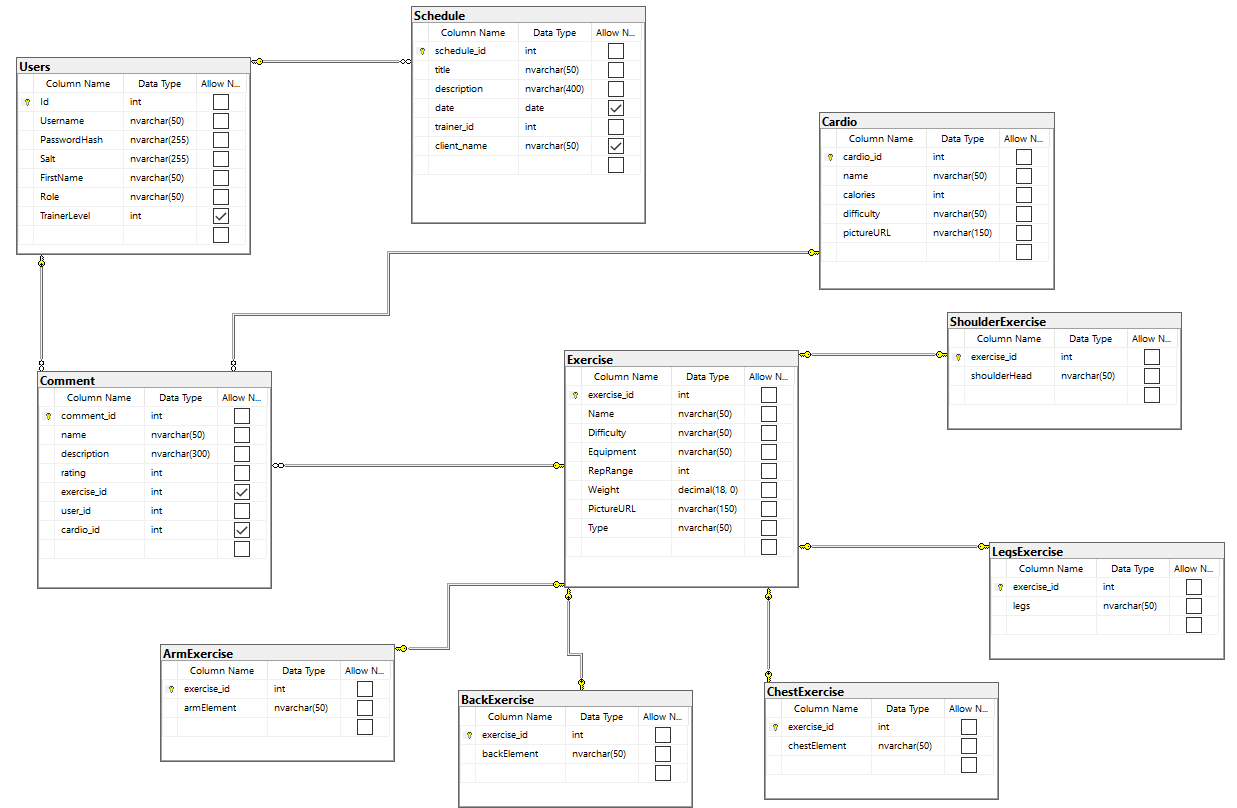 Schedule
Column Name Data Type Allow N...
schedule_id int
title nvarchar(50)
description nvarchar(400)
date date
trainer_id int
client_name nvarchar(50)
Users
Column Name Data Type Allow N...
Id int
Username nvarchar(50)
PasswordHash nvarchar(255)
Salt nvarchar(255)
FirstName nvarchar(50)
Role nvarchar(50)
TrainerLevel int
Cardio
Column Name Data Type Allow N...
cardio_id int
name nvarchar(50)
calories int
difficulty nvarchar(50)
pictureURL nvarchar(150)
ShoulderExercise
Column Name Data Type Allow N...
exercise_id int
shoulderHead nvarchar(50)
Exercise
Column Name Data Type Allow N...
exercise_id int
Name nvarchar(50)
Difficulty nvarchar(50)
Equipment nvarchar(50)
RepRange int
Weight decimal(18, 0)
PictureURL nvarchar(150)
Type nvarchar(50)
Comment
Column Name Data Type Allow N...
comment_id int
name nvarchar(50)
description nvarchar(300)
rating int
exercise_id int
user_id int
cardio_id int
LegsExercise
Column Name Data Type Allow N...
exercise_id int
legs nvarchar(50)
ArmExercise
Column Name Data Type Allow N...
exercise_id int
armElement nvarchar(50)
BackExercise
Column Name Data Type Allow N...
exercise_id int
backElement nvarchar(50)
ChestExercise
Column Name Data Type Allow N...
exercise_id int
chestElement nvarchar(50)